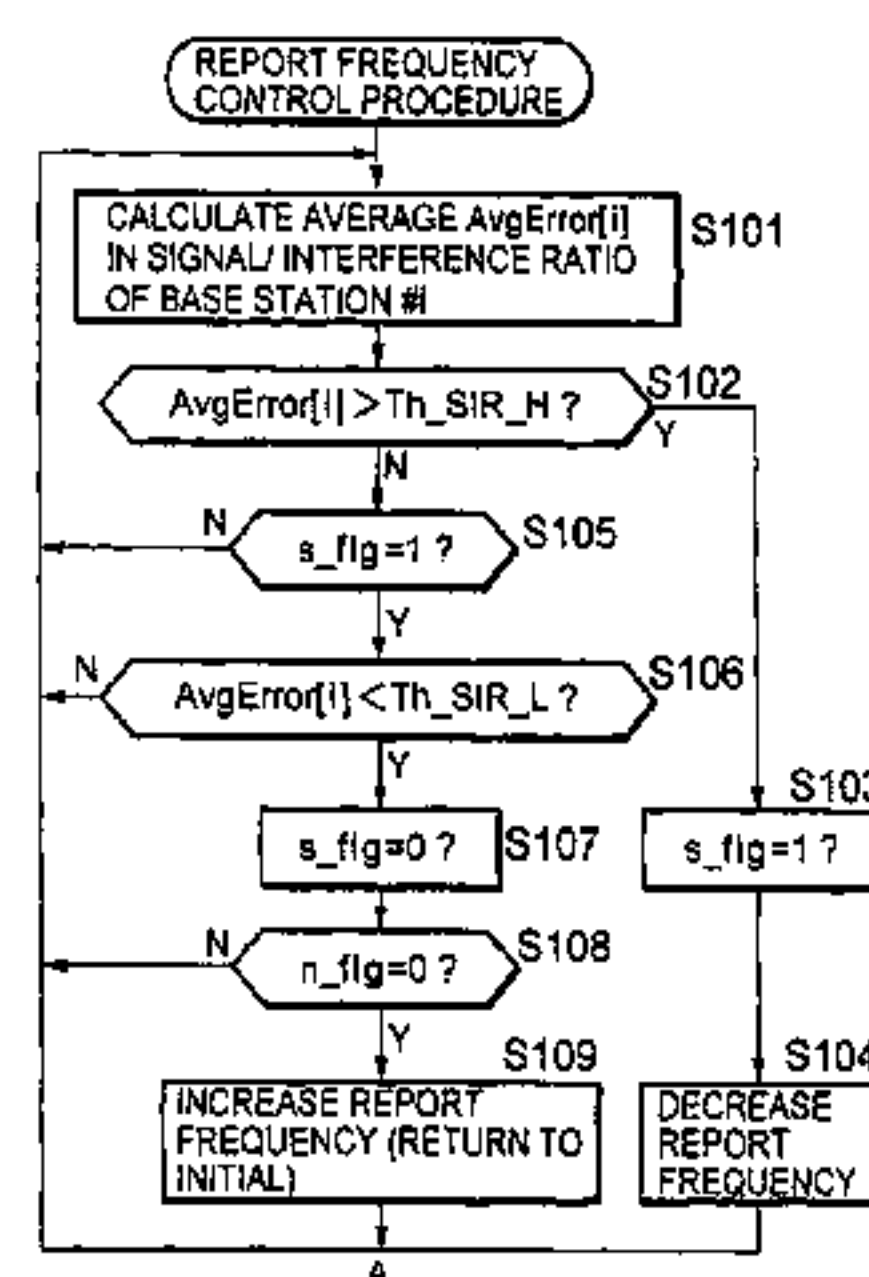 REPORT FREQUENCY
CONTROL PROCEDURE
CALCULATE AVERAGE AvgError[i]
IN SIGNAL/ INTERFERENCE RATIO
OF BASE STATION #i
S101
AvgError[i] >Th_SIR_H ?
S102
Y
N
N
s_flg=1 ?
S105
Y
N
AvgError[i] <Th_SIR_L ?
S106
Y
S103
s_flg=0 ?
S107
s_flg=1 ?
N
n_flg=0 ?
S108
Y
S109
S104
INCREASE REPORT
FREQUENCY (RETURN TO
INITIAL)
DECREASE
REPORT
FREQUENCY
A